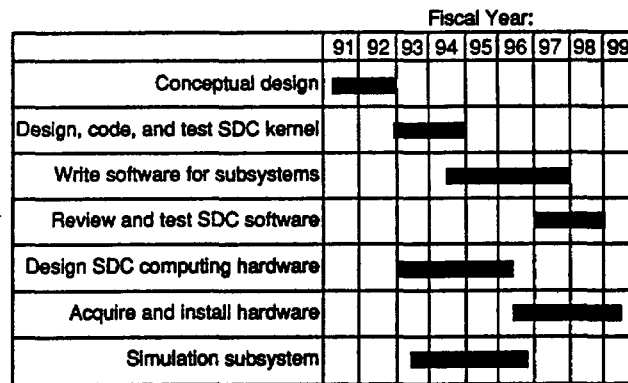 Fiscal Year:
91 92 93 94 95 96 97 98 99
Conceptual design
Design, code, and test SDC kernel
Write software for subsystems
Review and test SDC software
Design SDC computing hardware
Acquire and install hardware
Simulation subsystem